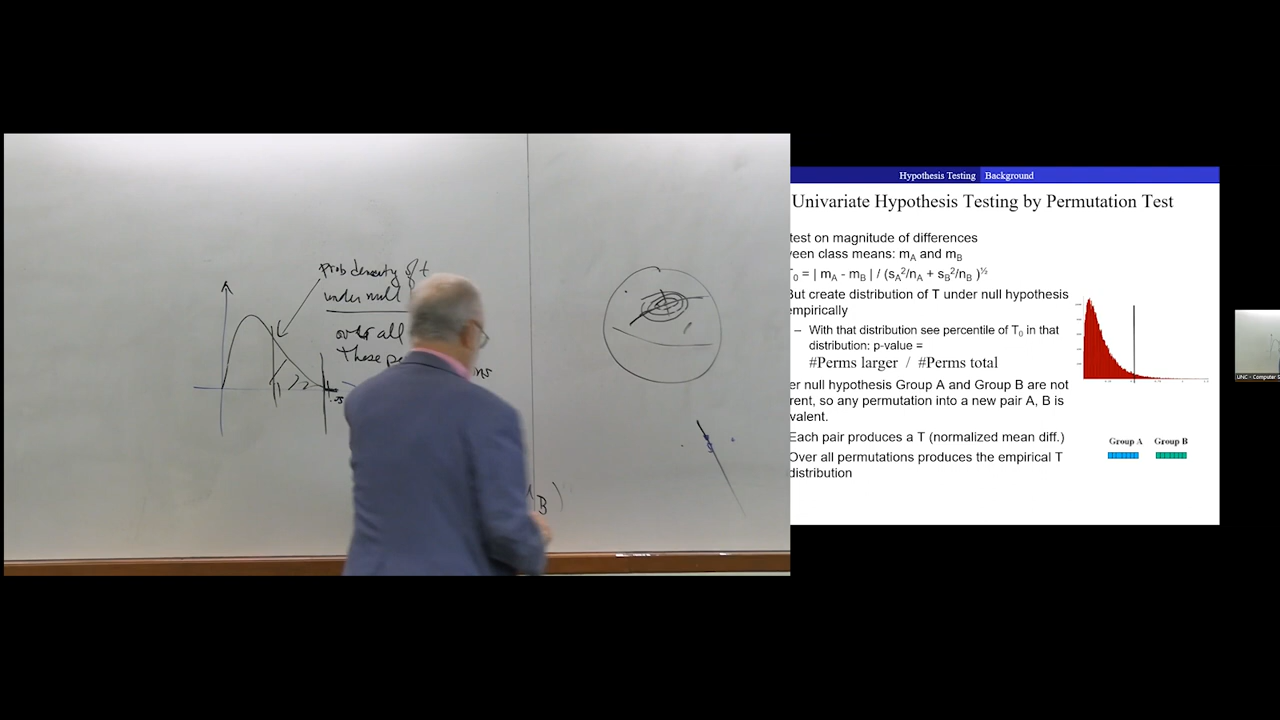 prob density of t
under null
over all
these
B )
Hypothesis Testing Background
Univariate Hypothesis Testing by Permutation Test
test on magnitude of differences
een class means: mA and mB
T0 = | mA - mB | / (sA²/nA + sB²/nB )½
But create distribution of T under null hypothesis
empirically
– With that distribution see percentile of T0 in that
distribution: p-value =
#Perms larger / #Perms total
er null hypothesis Group A and Group B are not
rent, so any permutation into a new pair A, B is
valent.
Each pair produces a T (normalized mean diff.)
Over all permutations produces the empirical T
distribution
Group A Group B
UNC - Computer S